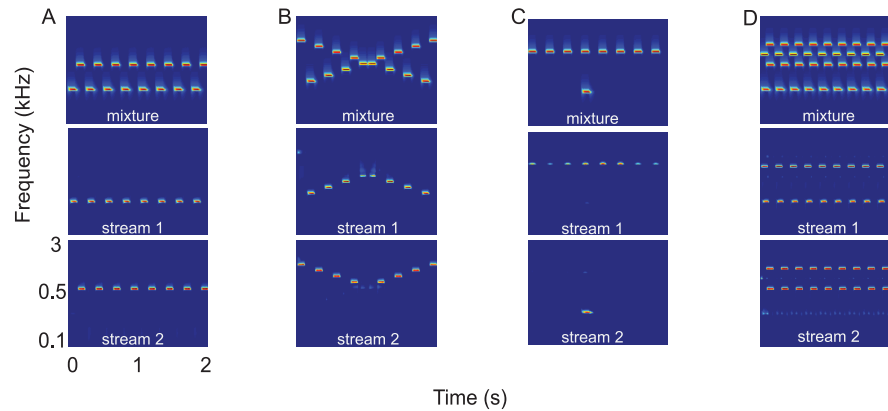 A
B
C
D
Frequency (kHz)
mixture
mixture
mixture
mixture
stream 1
stream 1
stream 1
stream 1
3
0.5
0.1
stream 2
stream 2
stream 2
stream 2
0 1 2
Time (s)